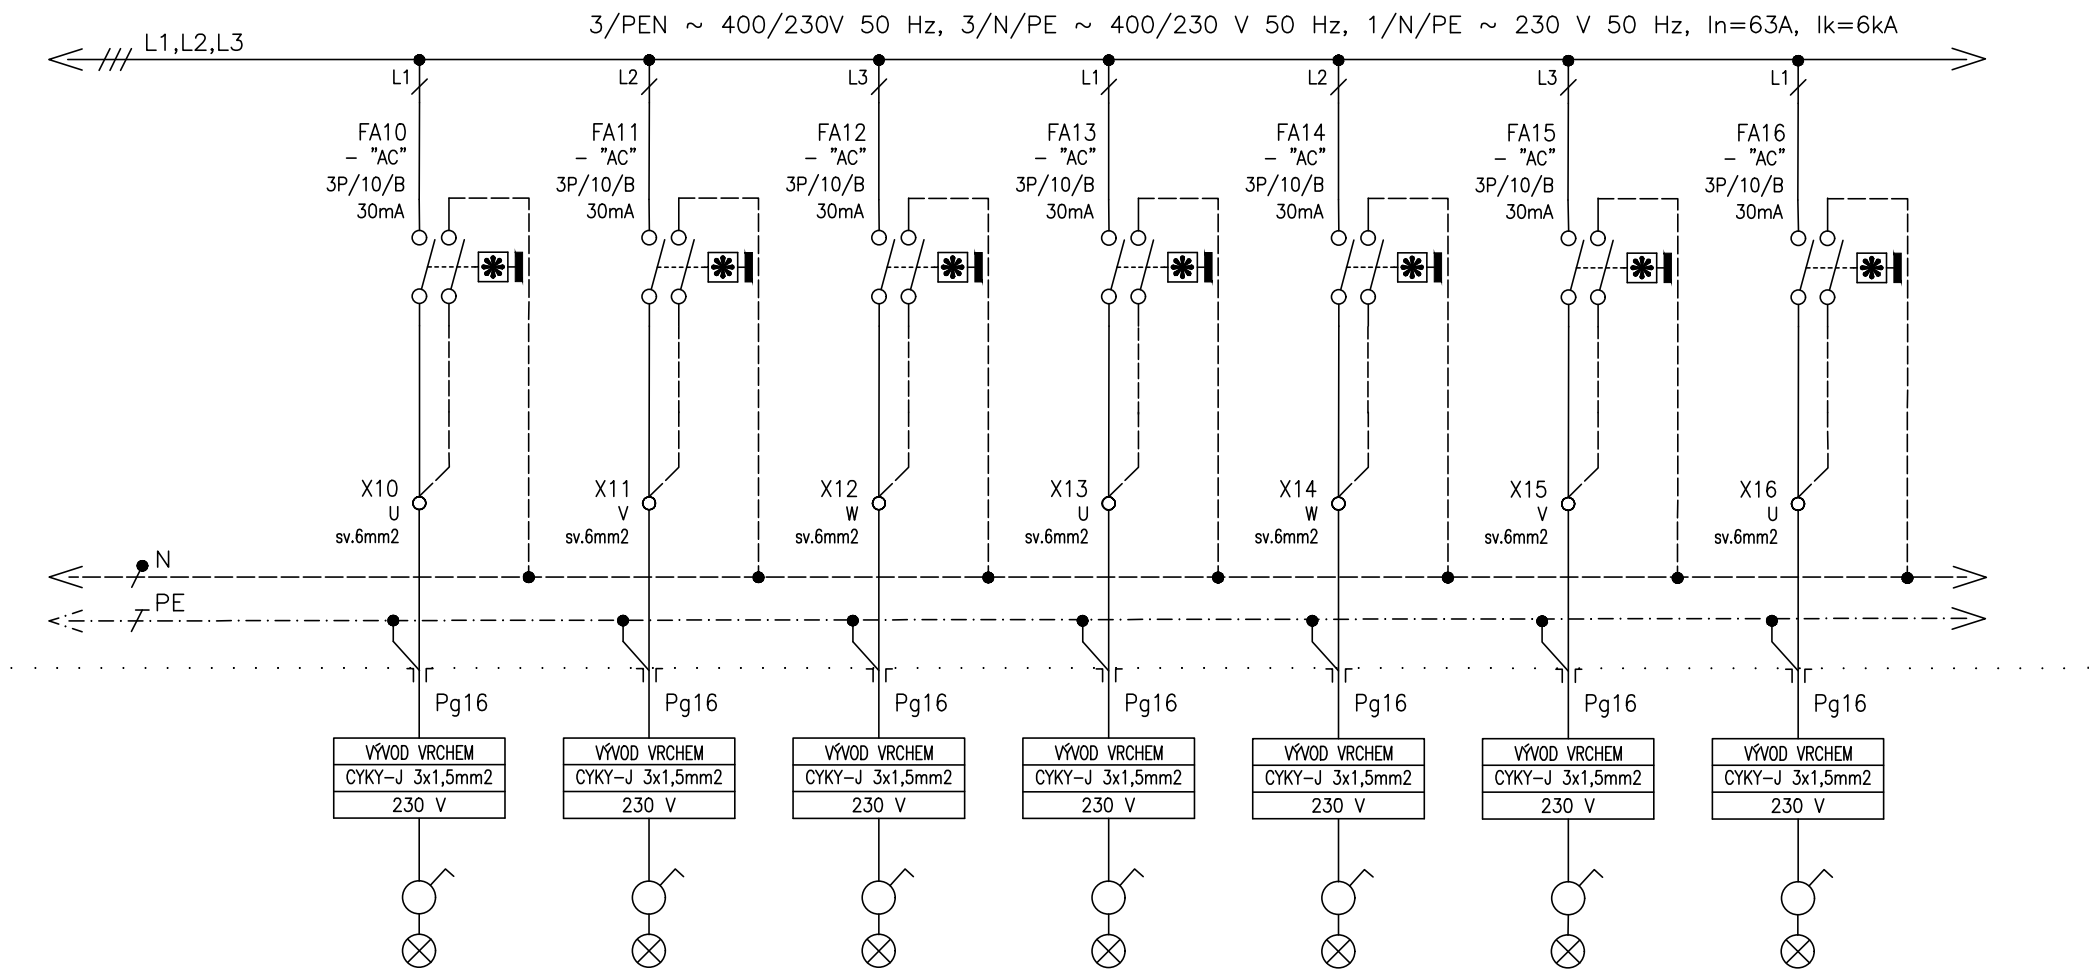 3/PEN ~ 400/230V 50 Hz, 3/N/PE ~ 400/230 V 50 Hz, 1/N/PE ~ 230 V 50 Hz, In=63A, Ik=6kA
L1,L2,L3
L1 L2 L3 L1 L2 L3 L1
FA10 FA11 FA12 FA13 FA14 FA15 FA16
– "AC" – "AC" – "AC" – "AC" – "AC" – "AC" – "AC"
3P/10/B 3P/10/B 3P/10/B 3P/10/B 3P/10/B 3P/10/B 3P/10/B
30mA 30mA 30mA 30mA 30mA 30mA 30mA
X10 X11 X12 X13 X14 X15 X16
U V W U W V U
sv.6mm2 sv.6mm2 sv.6mm2 sv.6mm2 sv.6mm2 sv.6mm2 sv.6mm2
N
PE
Pg16 Pg16 Pg16 Pg16 Pg16 Pg16 Pg16
VÝVOD VRCHEM VÝVOD VRCHEM VÝVOD VRCHEM VÝVOD VRCHEM VÝVOD VRCHEM VÝVOD VRCHEM VÝVOD VRCHEM
CYKY–J 3x1,5mm2 CYKY–J 3x1,5mm2 CYKY–J 3x1,5mm2 CYKY–J 3x1,5mm2 CYKY–J 3x1,5mm2 CYKY–J 3x1,5mm2 CYKY–J 3x1,5mm2
230 V 230 V 230 V 230 V 230 V 230 V 230 V